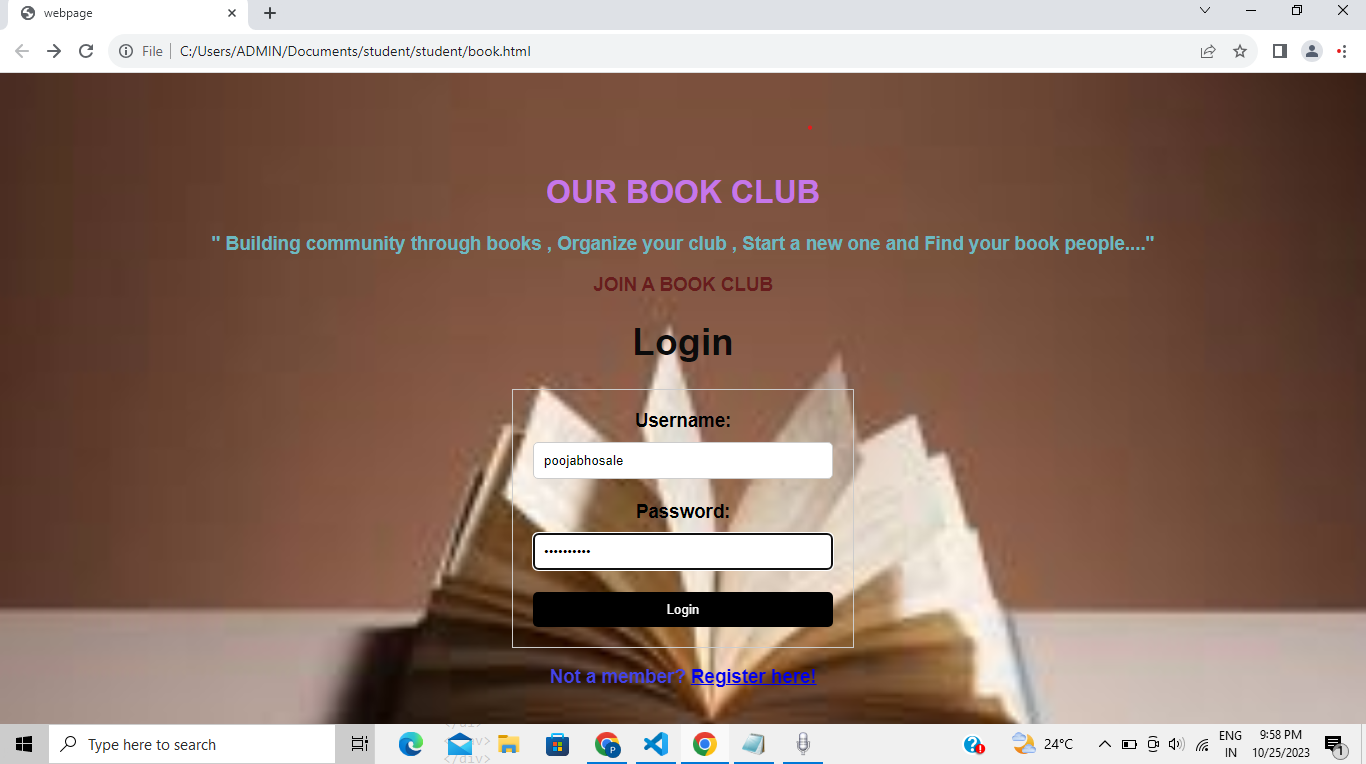 webpage
File
C:/Users/ADMIN/Documents/student/student/book.html
OUR BOOK CLUB
" Building community through books , Organize your club , Start a new one and Find your book people...."
JOIN A BOOK CLUB
Login
Username:
poojabhosale
Password:
••••••••••
Login
Not a member? Register here!
Type here to search
24°C
ENG
IN
9:58 PM
10/25/2023
1